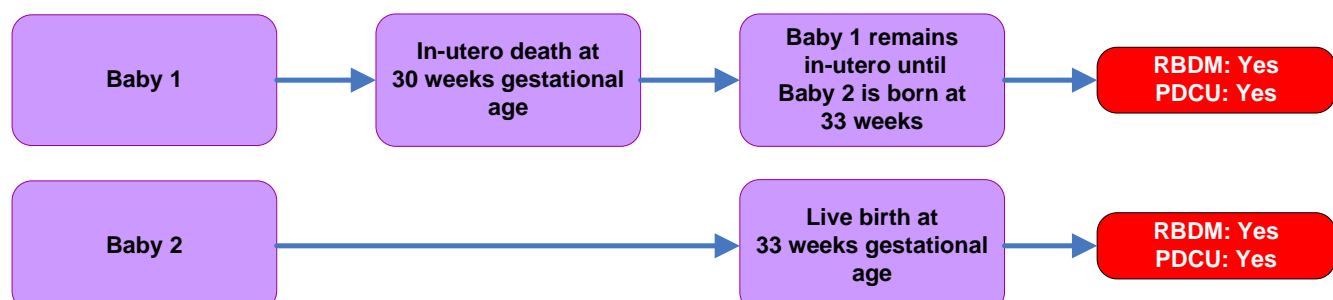 Baby 1
In-utero death at
30 weeks gestational
age
Baby 1 remains
in-utero until
Baby 2 is born at
33 weeks
RBDM: Yes
PDCU: Yes
Baby 2
Live birth at
33 weeks gestational
age
RBDM: Yes
PDCU: Yes